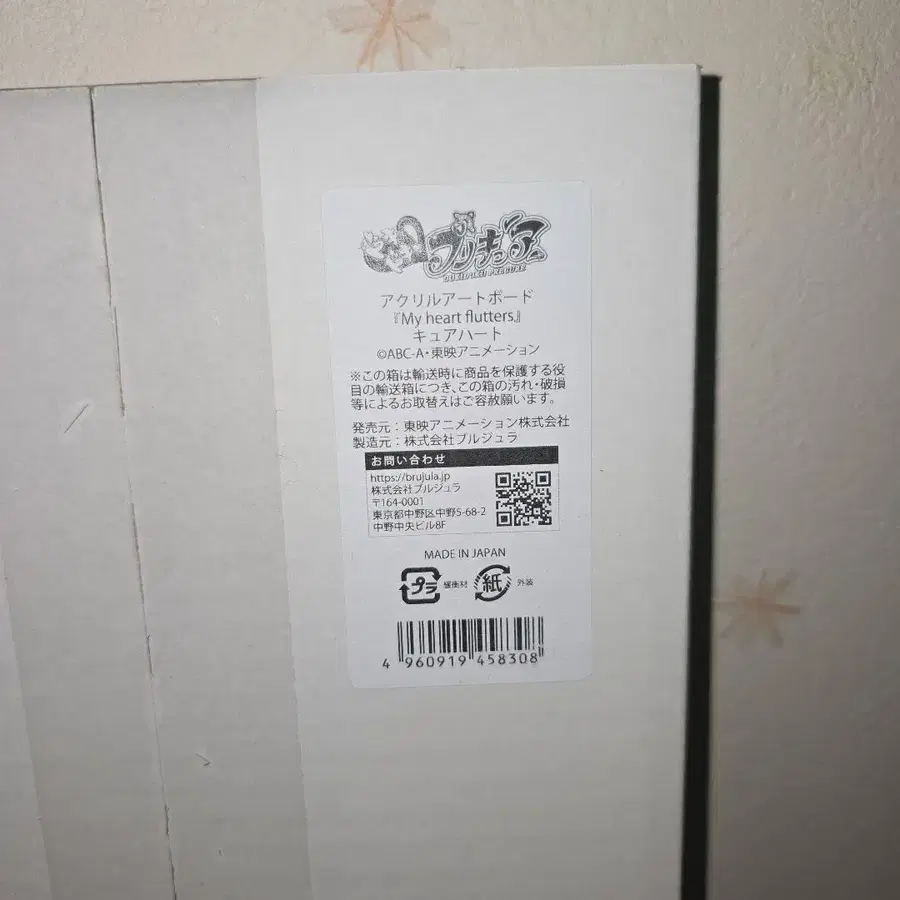 プリキュア
DOKIDOKI PRECURE
アクリルアートボード
『My heart flutters』
キュアハート
©ABC-A・東映アニメーション
※この箱は輸送時に商品を保護する役
目の輸送箱につき、この箱の汚れ・破損
等によるお取替えはご容赦願います。
発売元：東映アニメーション株式会社
製造元：株式会社ブルジュラ
お問い合わせ
https://brujula.jp
株式会社ブルジュラ
〒164-0001
東京都中野区中野5-68-2
中野中央ビル8F
MADE IN JAPAN
プラ 緩衝材 紙 外装
4 960919 458308